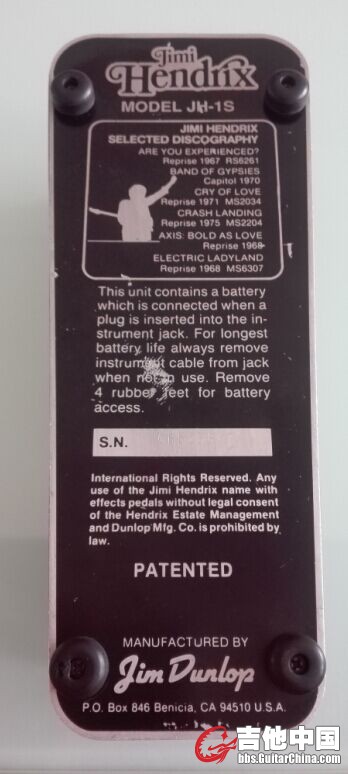 Jimi
Hendrix
MODEL JH-1S
JIMI HENDRIX
SELECTED DISCOGRAPHY
ARE YOU EXPERIENCED?
Reprise 1967 RS6261
BAND OF GYPSIES
Capitol 1970
CRY OF LOVE
Reprise 1971 MS2034
CRASH LANDING
Reprise 1975 MS2204
AXIS: BOLD AS LOVE
Reprise 1968
ELECTRIC LADYLAND
Reprise 1968 MS6307
This unit contains a battery
which is connected when a
plug is inserted into the in-
strument jack. For longest
battery life always remove
instrument cable from jack
when not in use. Remove
4 rubber feet for battery
access.
S.N.
International Rights Reserved. Any
use of the Jimi Hendrix name with
effects pedals without legal consent
of the Hendrix Estate Management
and Dunlop Mfg. Co. is prohibited by
law.
PATENTED
MANUFACTURED BY
Jim Dunlop
P.O. Box 846 Benicia, CA 94510 U.S.A.
吉他中国
bbs.GuitarChina.com